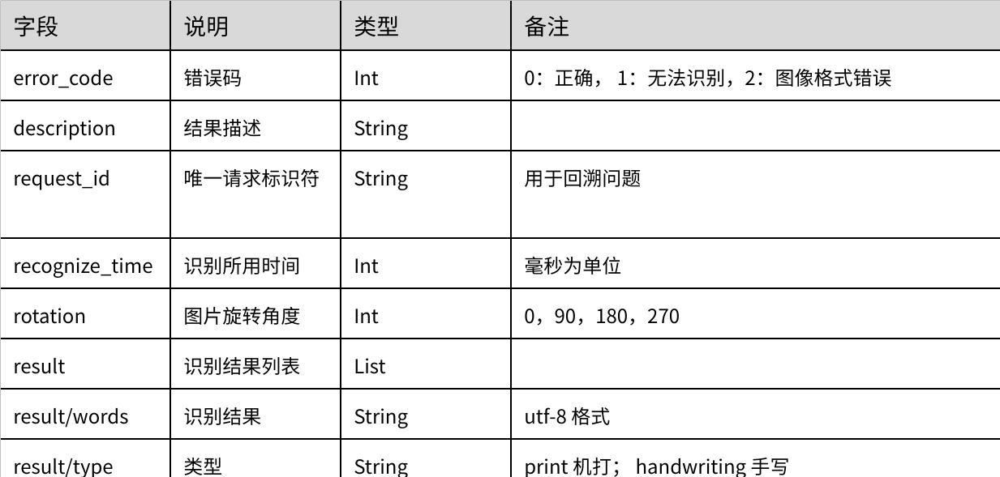 字段 说明 类型 备注
error_code 错误码 Int 0：正确， 1：无法识别，2：图像格式错误
description 结果描述 String
request_id 唯一请求标识符 String 用于回溯问题
recognize_time 识别所用时间 Int 毫秒为单位
rotation 图片旋转角度 Int 0，90，180，270
result 识别结果列表 List
result/words 识别结果 String utf-8 格式
result/type 类型 String print 机打； handwriting 手写